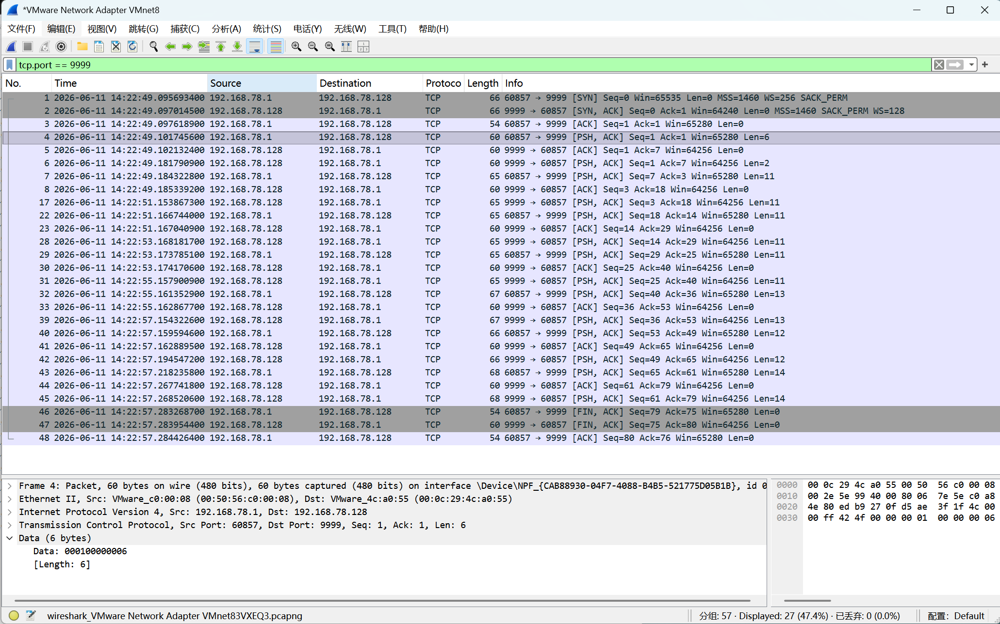 *VMware Network Adapter VMnet8
文件(F) 编辑(E) 视图(V) 跳转(G) 捕获(C) 分析(A) 统计(S) 电话(Y) 无线(W) 工具(T) 帮助(H)
tcp.port == 9999
No. Time Source Destination Protoco Length Info
1 2026-06-11 14:22:49.095693400 192.168.78.1 192.168.78.128 TCP 66 60857 → 9999 [SYN] Seq=0 Win=65535 Len=0 MSS=1460 WS=256 SACK_PERM
2 2026-06-11 14:22:49.097014500 192.168.78.128 192.168.78.1 TCP 66 9999 → 60857 [SYN, ACK] Seq=0 Ack=1 Win=64240 Len=0 MSS=1460 SACK_PERM WS=128
3 2026-06-11 14:22:49.097618900 192.168.78.1 192.168.78.128 TCP 54 60857 → 9999 [ACK] Seq=1 Ack=1 Win=65280 Len=0
4 2026-06-11 14:22:49.101745600 192.168.78.1 192.168.78.128 TCP 60 60857 → 9999 [PSH, ACK] Seq=1 Ack=1 Win=65280 Len=6
5 2026-06-11 14:22:49.102132400 192.168.78.128 192.168.78.1 TCP 60 9999 → 60857 [ACK] Seq=1 Ack=7 Win=64256 Len=0
6 2026-06-11 14:22:49.181790900 192.168.78.128 192.168.78.1 TCP 60 9999 → 60857 [PSH, ACK] Seq=1 Ack=7 Win=64256 Len=2
7 2026-06-11 14:22:49.184322800 192.168.78.1 192.168.78.128 TCP 65 60857 → 9999 [PSH, ACK] Seq=7 Ack=3 Win=65280 Len=11
8 2026-06-11 14:22:49.185339200 192.168.78.128 192.168.78.1 TCP 60 9999 → 60857 [ACK] Seq=3 Ack=18 Win=64256 Len=0
17 2026-06-11 14:22:51.153867300 192.168.78.128 192.168.78.1 TCP 65 9999 → 60857 [PSH, ACK] Seq=3 Ack=18 Win=64256 Len=11
22 2026-06-11 14:22:51.166744000 192.168.78.1 192.168.78.128 TCP 65 60857 → 9999 [PSH, ACK] Seq=18 Ack=14 Win=65280 Len=11
23 2026-06-11 14:22:51.167040900 192.168.78.128 192.168.78.1 TCP 60 9999 → 60857 [ACK] Seq=14 Ack=29 Win=64256 Len=0
28 2026-06-11 14:22:53.168181700 192.168.78.128 192.168.78.1 TCP 65 9999 → 60857 [PSH, ACK] Seq=14 Ack=29 Win=64256 Len=11
29 2026-06-11 14:22:53.173785100 192.168.78.1 192.168.78.128 TCP 65 60857 → 9999 [PSH, ACK] Seq=29 Ack=25 Win=65280 Len=11
30 2026-06-11 14:22:53.174170600 192.168.78.128 192.168.78.1 TCP 60 9999 → 60857 [ACK] Seq=25 Ack=40 Win=64256 Len=0
31 2026-06-11 14:22:55.157900900 192.168.78.128 192.168.78.1 TCP 65 9999 → 60857 [PSH, ACK] Seq=25 Ack=40 Win=64256 Len=11
32 2026-06-11 14:22:55.161352900 192.168.78.1 192.168.78.128 TCP 67 60857 → 9999 [PSH, ACK] Seq=40 Ack=36 Win=65280 Len=13
33 2026-06-11 14:22:55.162867700 192.168.78.128 192.168.78.1 TCP 60 9999 → 60857 [ACK] Seq=36 Ack=53 Win=64256 Len=0
39 2026-06-11 14:22:57.154322600 192.168.78.128 192.168.78.1 TCP 67 9999 → 60857 [PSH, ACK] Seq=36 Ack=53 Win=64256 Len=13
40 2026-06-11 14:22:57.159594600 192.168.78.1 192.168.78.128 TCP 66 60857 → 9999 [PSH, ACK] Seq=53 Ack=49 Win=65280 Len=12
41 2026-06-11 14:22:57.162889500 192.168.78.128 192.168.78.1 TCP 60 9999 → 60857 [ACK] Seq=49 Ack=65 Win=64256 Len=0
42 2026-06-11 14:22:57.194547200 192.168.78.128 192.168.78.1 TCP 66 9999 → 60857 [PSH, ACK] Seq=49 Ack=65 Win=64256 Len=12
43 2026-06-11 14:22:57.218235800 192.168.78.1 192.168.78.128 TCP 68 60857 → 9999 [PSH, ACK] Seq=65 Ack=61 Win=65280 Len=14
44 2026-06-11 14:22:57.267741800 192.168.78.128 192.168.78.1 TCP 60 9999 → 60857 [ACK] Seq=61 Ack=79 Win=64256 Len=0
45 2026-06-11 14:22:57.268520600 192.168.78.128 192.168.78.1 TCP 68 9999 → 60857 [PSH, ACK] Seq=61 Ack=79 Win=64256 Len=14
46 2026-06-11 14:22:57.283268700 192.168.78.1 192.168.78.128 TCP 54 60857 → 9999 [FIN, ACK] Seq=79 Ack=75 Win=65280 Len=0
47 2026-06-11 14:22:57.283954400 192.168.78.128 192.168.78.1 TCP 60 9999 → 60857 [FIN, ACK] Seq=75 Ack=80 Win=64256 Len=0
48 2026-06-11 14:22:57.284426400 192.168.78.1 192.168.78.128 TCP 54 60857 → 9999 [ACK] Seq=80 Ack=76 Win=65280 Len=0
Frame 4: Packet, 60 bytes on wire (480 bits), 60 bytes captured (480 bits) on interface \Device\NPF_{CAB88930-04F7-4088-B4B5-521775D05B1B}, id 0
Ethernet II, Src: VMware_c0:00:08 (00:50:56:c0:00:08), Dst: VMware_4c:a0:55 (00:0c:29:4c:a0:55)
Internet Protocol Version 4, Src: 192.168.78.1, Dst: 192.168.78.128
Transmission Control Protocol, Src Port: 60857, Dst Port: 9999, Seq: 1, Ack: 1, Len: 6
Data (6 bytes)
Data: 000100000006
[Length: 6]
0000 00 0c 29 4c a0 55 00 50 56 c0 00 08
0010 00 2e 5e 99 40 00 80 06 7e 5e c0 a8
0020 4e 80 ed b9 27 0f d5 ae 3f 1f 4c 00
0030 00 ff 42 4f 00 00 00 01 00 00 00 06
wireshark_VMware Network Adapter VMnet83VXEQ3.pcapng
分组: 57 · Displayed: 27 (47.4%) · 已丢弃: 0 (0.0%)
配置: Default